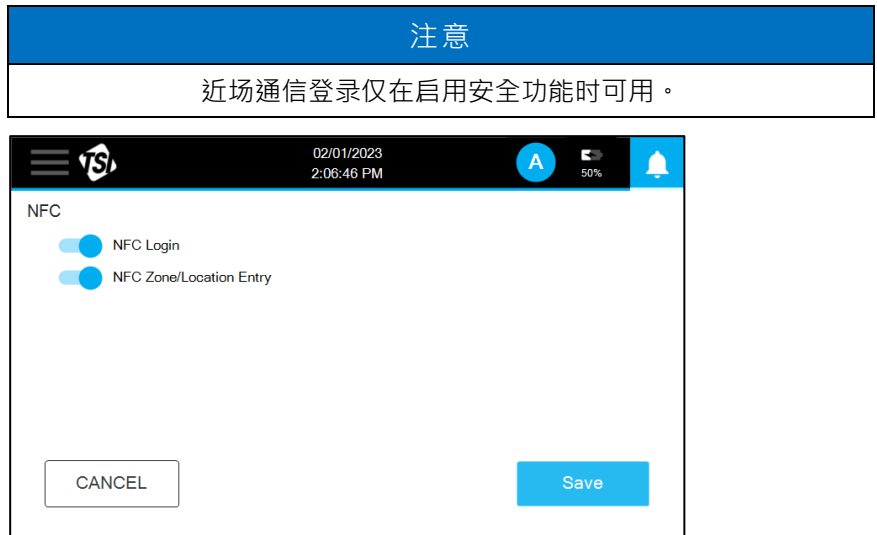 注意
近场通信登录仅在启用安全功能时可用。
TSI
02/01/2023
2:06:46 PM
A
50%
NFC
NFC Login
NFC Zone/Location Entry
CANCEL
Save